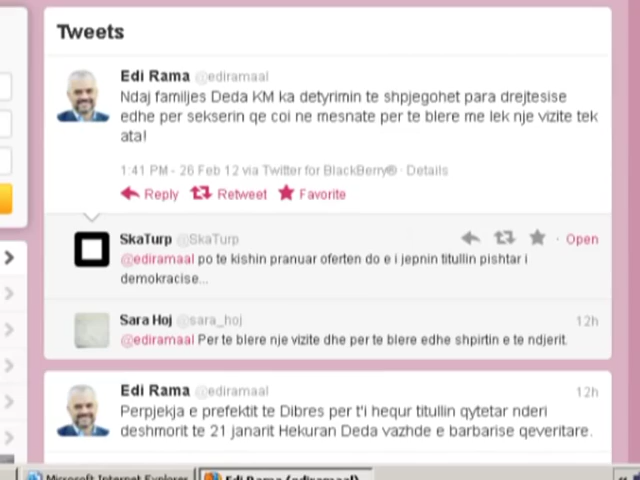 Tweets
Edi Rama @ediramaal
Ndaj familjes Deda KM ka detyrimin te shpjegohet para drejtesise
edhe per sekserin qe coi ne mesnate per te blere me lek nje vizite tek
ata!
1:41 PM - 26 Feb 12 via Twitter for BlackBerry® · Details
Reply Retweet Favorite
SkaTurp @SkaTurp · Open
@ediramaal po te kishin pranuar oferten do e i jepnin titullin pishtar i
demokracise...
Sara Hoj @sara_hoj 12h
@ediramaal Per te blere nje vizite dhe per te blere edhe shpirtin e te ndjerit.
Edi Rama @ediramaal 12h
Perpjekja e prefektit te Dibres per t'i hequr titullin qytetar nderi
deshmorit te 21 janarit Hekuran Deda vazhde e barbarise qeveritare.
Microsoft Internet Explorer Edi Rama (ediramaal)